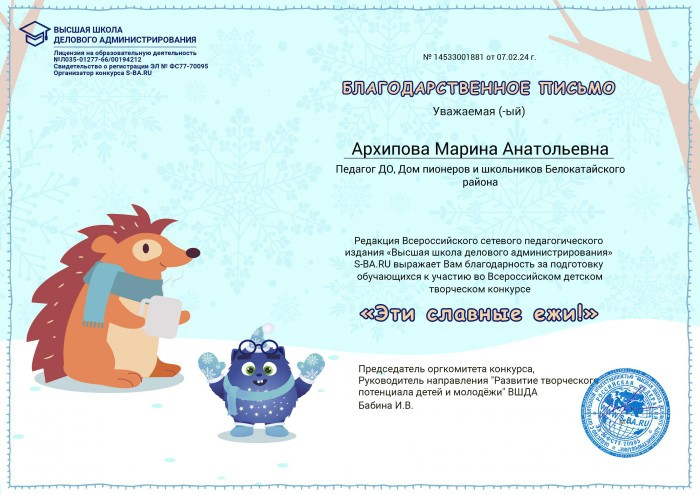 ВЫСШАЯ ШКОЛА
ДЕЛОВОГО АДМИНИСТРИРОВАНИЯ
Лицензия на образовательную деятельность
№Л035-01277-66/00194212
Свидетельство о регистрации ЭЛ № ФС77-70095
Организатор конкурса S-BA.RU
№ 14533001881 от 07.02.24 г.
БЛАГОДАРСТВЕННОЕ ПИСЬМО
Уважаемая (-ый)
Архипова Марина Анатольевна
Педагог ДО, Дом пионеров и школьников Белокатайского
района
Редакция Всероссийского сетевого педагогического
издания «Высшая школа делового администрирования»
S-BA.RU выражает Вам благодарность за подготовку
обучающихся к участию во Всероссийском детском
творческом конкурсе
«Эти славные ежи!»
Председатель оргкомитета конкурса,
Руководитель направления "Развитие творческого
потенциала детей и молодёжи" ВШДА
Бабина И.В.
S-BA.RU